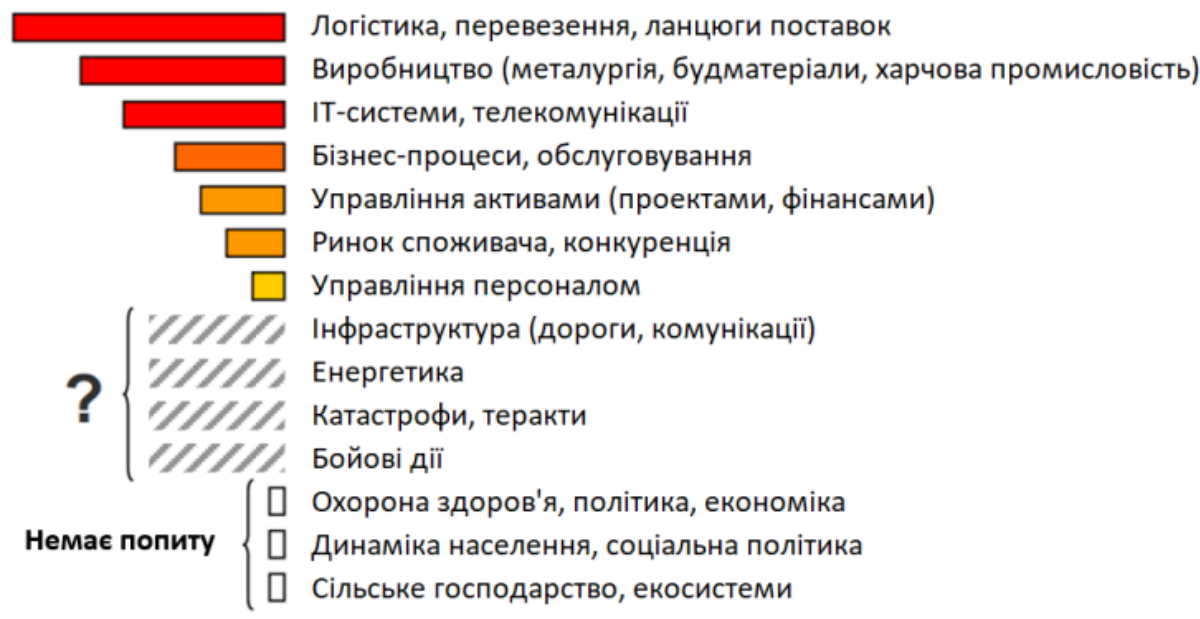 Логістика, перевезення, ланцюги поставок
Виробництво (металургія, будматеріали, харчова промисловість)
ІТ-системи, телекомунікації
Бізнес-процеси, обслуговування
Управління активами (проектами, фінансами)
Ринок споживача, конкуренція
Управління персоналом
Інфраструктура (дороги, комунікації)
Енергетика
?
Катастрофи, теракти
Бойові дії
Охорона здоров'я, політика, економіка
Немає попиту
Динаміка населення, соціальна політика
Сільське господарство, екосистеми